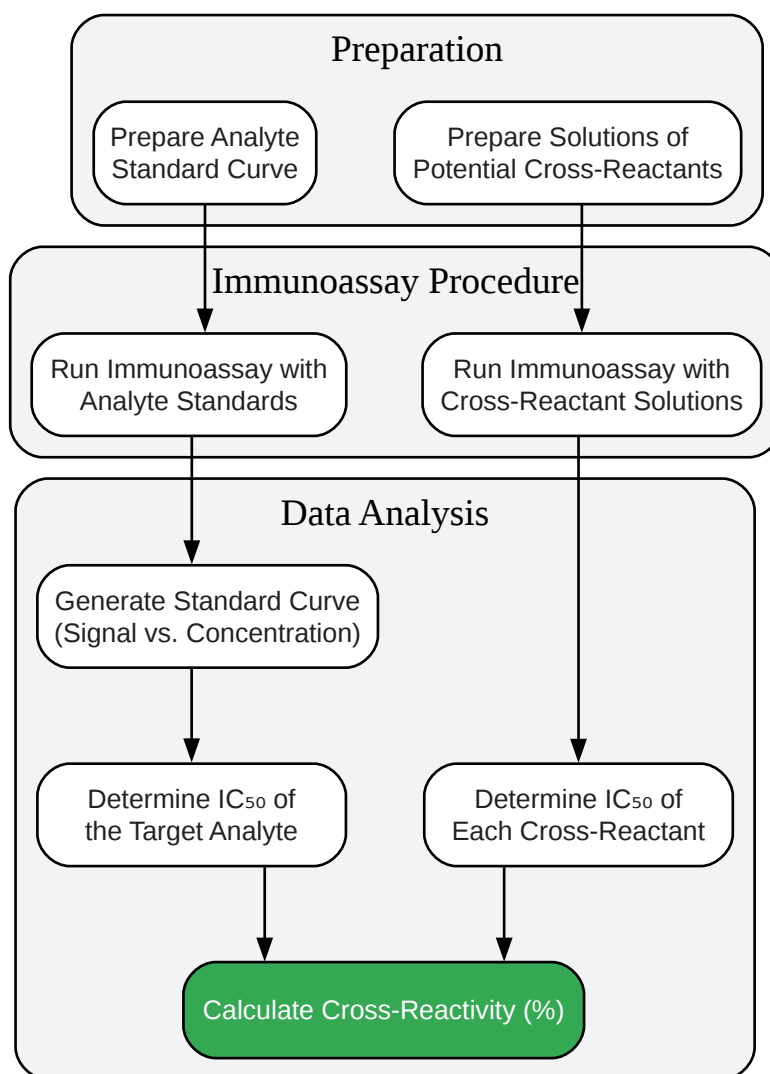 Preparation
Prepare Analyte
Standard Curve
Prepare Solutions of
Potential Cross-Reactants
Immunoassay Procedure
Run Immunoassay with
Analyte Standards
Run Immunoassay with
Cross-Reactant Solutions
Data Analysis
Generate Standard Curve
(Signal vs. Concentration)
Determine IC₅₀ of
the Target Analyte
Determine IC₅₀ of
Each Cross-Reactant
Calculate Cross-Reactivity (%)